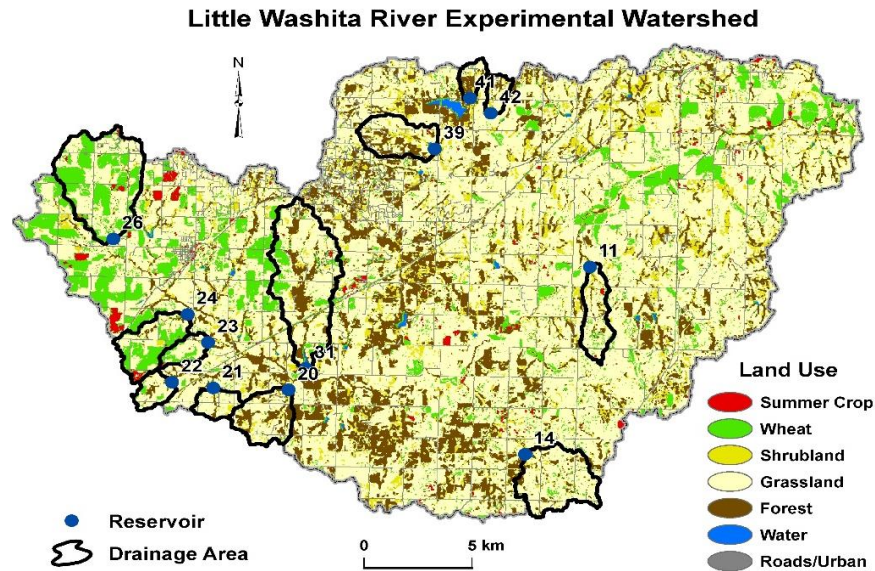 Little Washita River Experimental Watershed
N
41
42
39
26
11
24
23
31
22
21
20
14
Land Use
Summer Crop
Wheat
Shrubland
Grassland
Forest
Water
Roads/Urban
Reservoir
Drainage Area
0 5 km